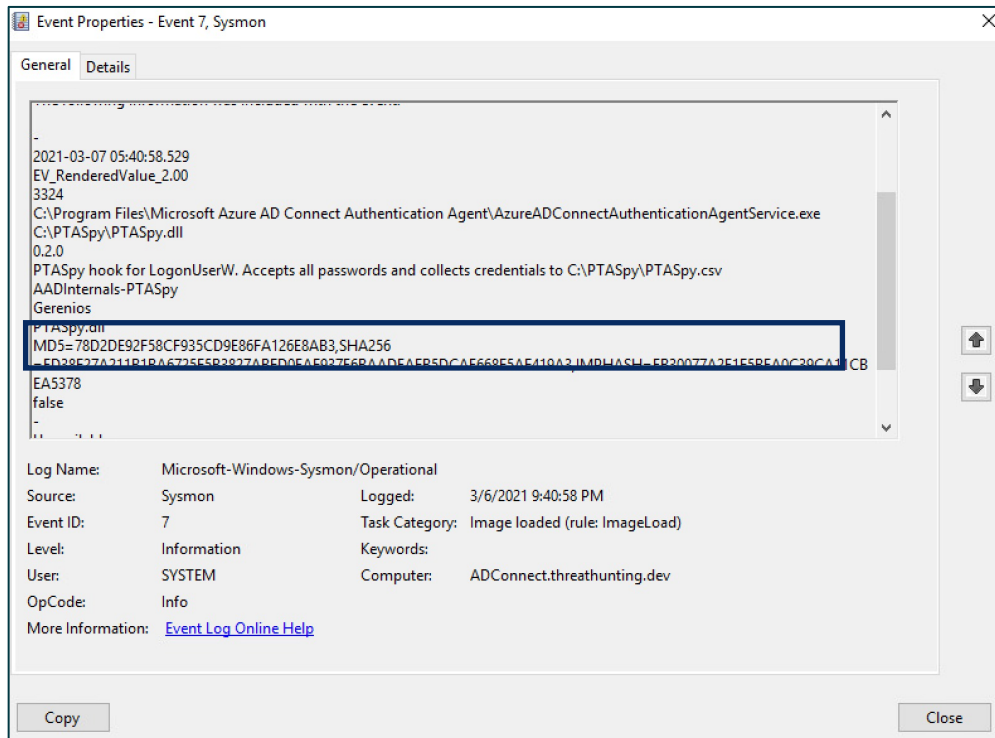 Event Properties - Event 7, Sysmon
General
Details
-
2021-03-07 05:40:58.529
EV_RenderedValue_2.00
3324
C:\Program Files\Microsoft Azure AD Connect Authentication Agent\AzureADConnectAuthenticationAgentService.exe
C:\PTASpy\PTASpy.dll
0.2.0
PTASpy hook for LogonUserW. Accepts all passwords and collects credentials to C:\PTASpy\PTASpy.csv
AADInternals-PTASpy
Gerenios
PTASpy.dll
MD5=78D2DE92F58CF935CD9E86FA126E8AB3,SHA256
EA5378
false
-
Log Name: Microsoft-Windows-Sysmon/Operational
Source: Sysmon Logged: 3/6/2021 9:40:58 PM
Event ID: 7 Task Category: Image loaded (rule: ImageLoad)
Level: Information Keywords:
User: SYSTEM Computer: ADConnect.threathunting.dev
OpCode: Info
More Information: Event Log Online Help
Copy Close